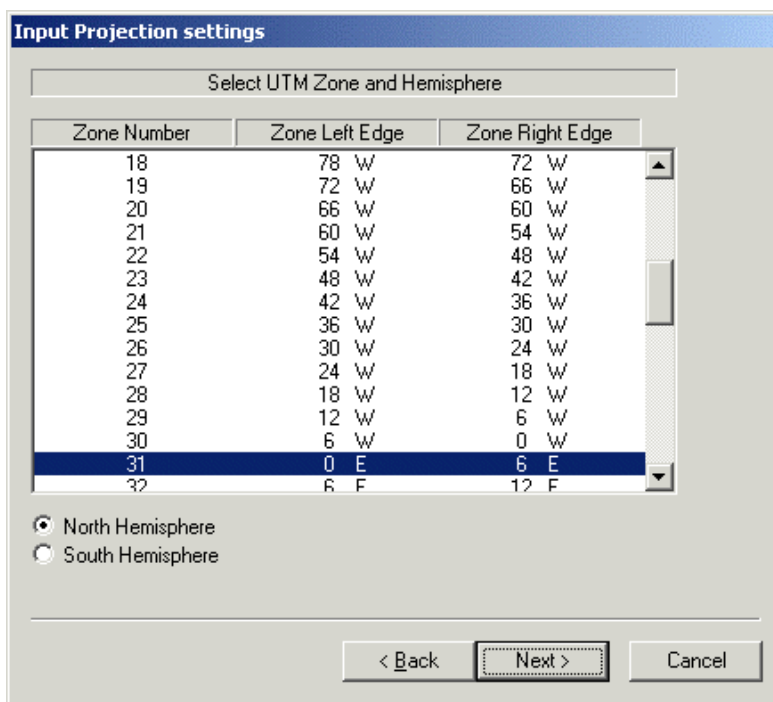 Input Projection settings
Select UTM Zone and Hemisphere
Zone Number Zone Left Edge Zone Right Edge
18 78 W 72 W
19 72 W 66 W
20 66 W 60 W
21 60 W 54 W
22 54 W 48 W
23 48 W 42 W
24 42 W 36 W
25 36 W 30 W
26 30 W 24 W
27 24 W 18 W
28 18 W 12 W
29 12 W 6 W
30 6 W 0 W
31 0 E 6 E
32 6 E 12 E
North Hemisphere
South Hemisphere
< Back Next > Cancel